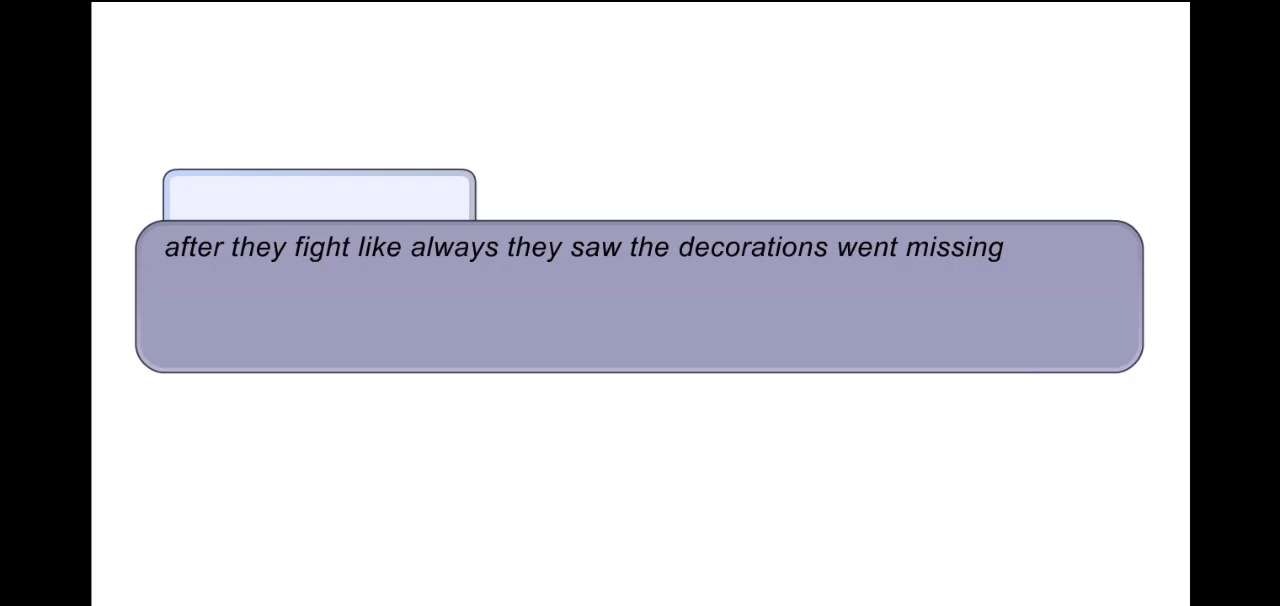 after they fight like always they saw the decorations went missing